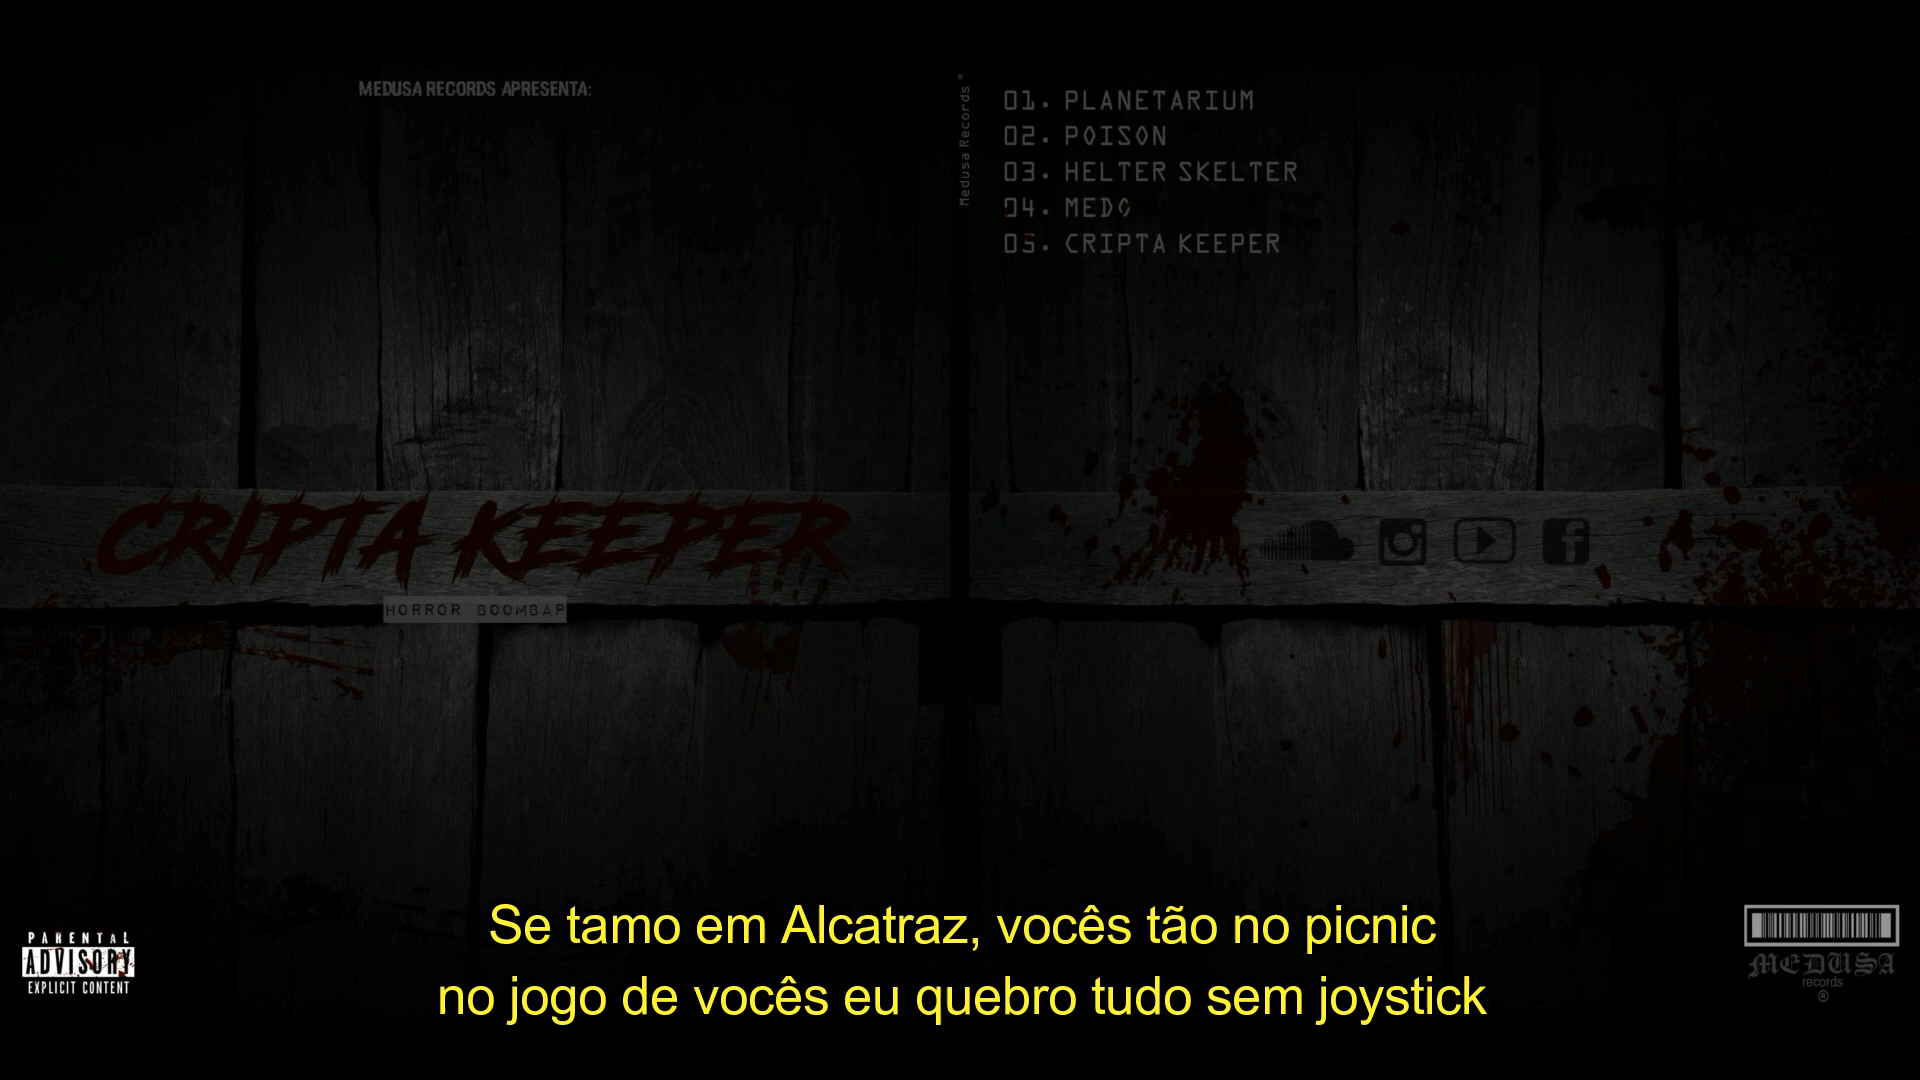 MEDUSA RECORDS APRESENTA:
Medusa Records ®
01. PLANETARIUM
02. POISON
03. HELTER SKELTER
04. MEDO
05. CRIPTA KEEPER
CRIPTA KEEPER
HORROR BOOMBAP
Se tamo em Alcatraz, vocês tão no picnic
no jogo de vocês eu quebro tudo sem joystick
PARENTAL
ADVISORY
EXPLICIT CONTENT
MEDUSA
records
®